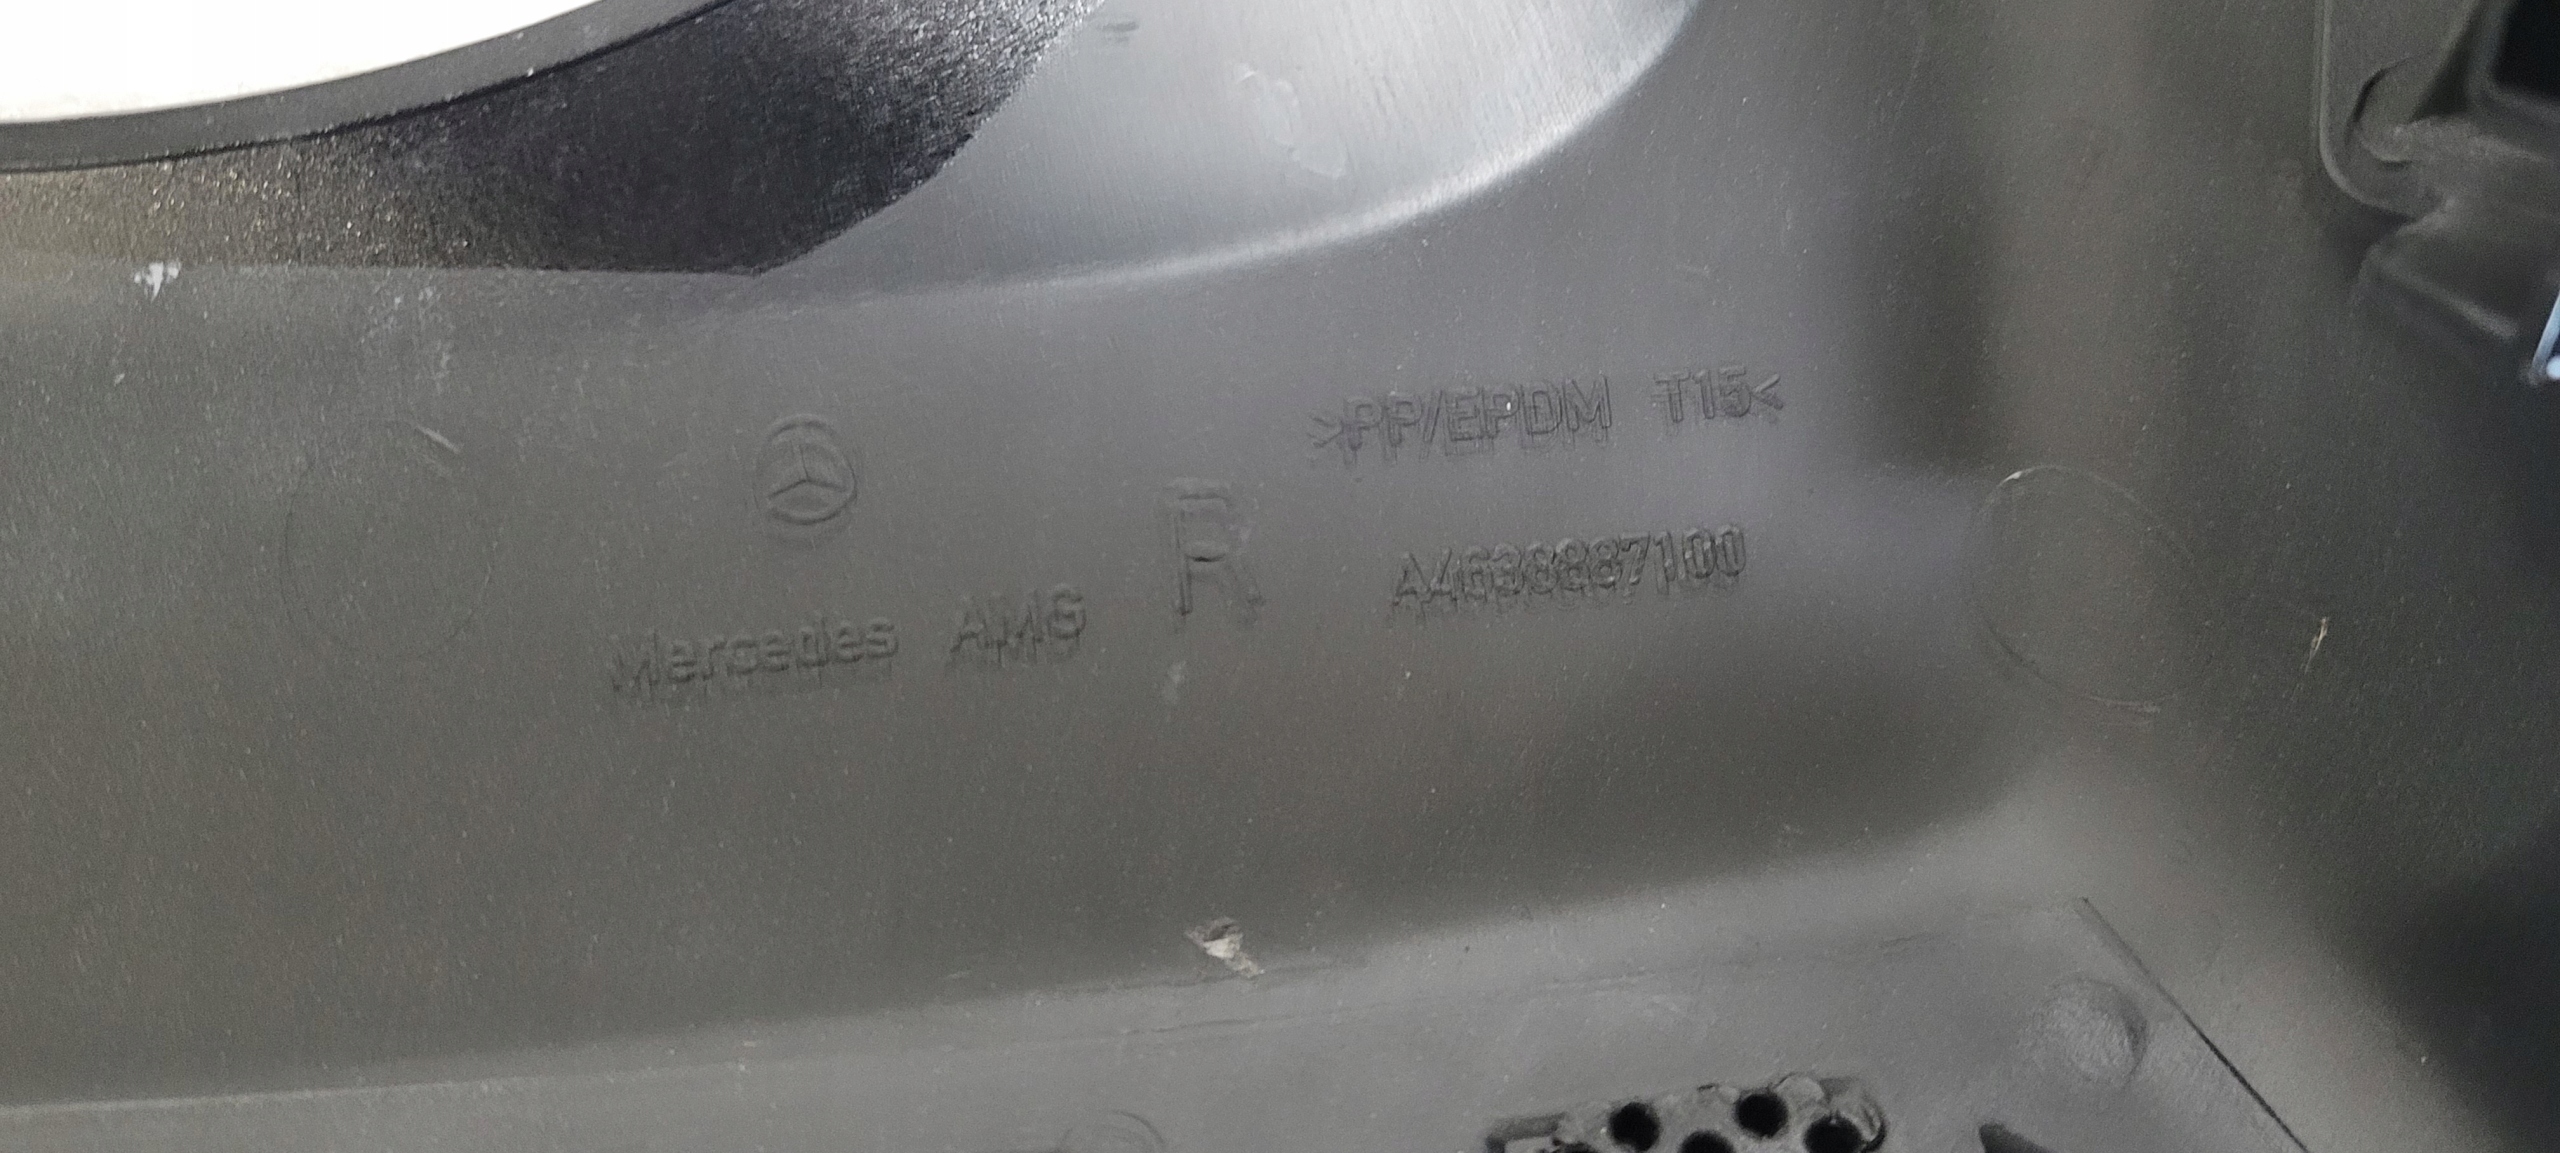 >PP/EPDM T15<
R
A4638887100
Mercedes AMG